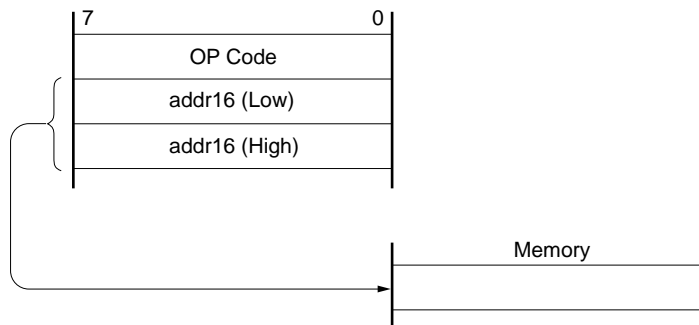 7 0
OP Code
addr16 (Low)
addr16 (High)
Memory